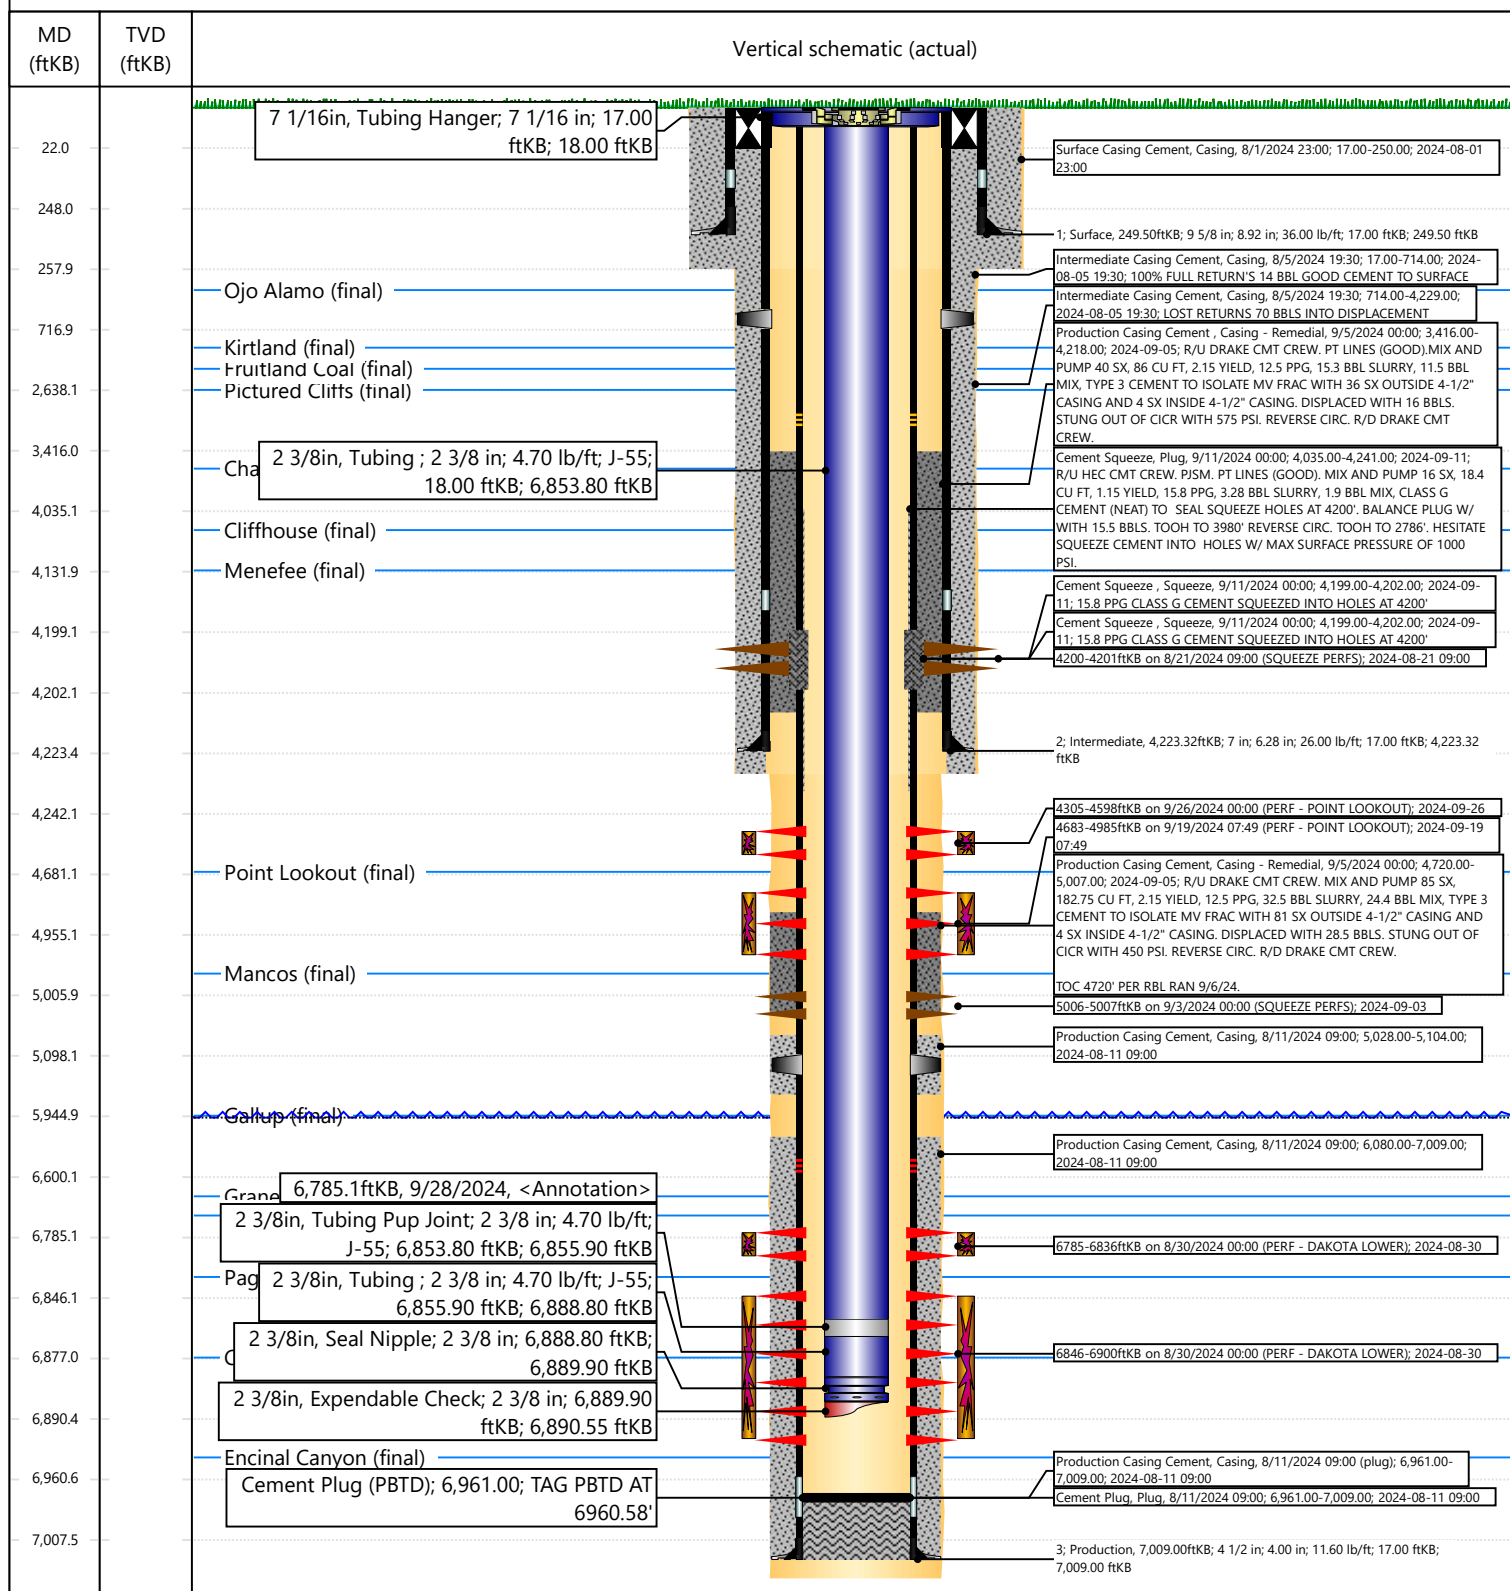 MD
(ftKB)
TVD
(ftKB)
Vertical schematic (actual)
22.0
248.0
257.9
716.9
2,638.1
3,416.0
4,035.1
4,131.9
4,199.1
4,202.1
4,223.4
4,242.1
4,681.1
4,955.1
5,005.9
5,098.1
5,944.9
6,600.1
6,785.1
6,846.1
6,877.0
6,890.4
6,960.6
7,007.5
7 1/16in, Tubing Hanger; 7 1/16 in; 17.00
ftKB; 18.00 ftKB
Ojo Alamo (final)
Kirtland (final)
Fruitland Coal (final)
Pictured Cliffs (final)
Cha
2 3/8in, Tubing ; 2 3/8 in; 4.70 lb/ft; J-55;
18.00 ftKB; 6,853.80 ftKB
Cliffhouse (final)
Menefee (final)
Point Lookout (final)
Mancos (final)
Gallup (final)
Grane
6,785.1ftKB, 9/28/2024, <Annotation>
2 3/8in, Tubing Pup Joint; 2 3/8 in; 4.70 lb/ft;
J-55; 6,853.80 ftKB; 6,855.90 ftKB
Pag
2 3/8in, Tubing ; 2 3/8 in; 4.70 lb/ft; J-55;
6,855.90 ftKB; 6,888.80 ftKB
2 3/8in, Seal Nipple; 2 3/8 in; 6,888.80 ftKB;
6,889.90 ftKB
2 3/8in, Expendable Check; 2 3/8 in; 6,889.90
ftKB; 6,890.55 ftKB
Encinal Canyon (final)
Cement Plug (PBTD); 6,961.00; TAG PBTD AT
6960.58'
Surface Casing Cement, Casing, 8/1/2024 23:00; 17.00-250.00; 2024-08-01
23:00
1; Surface, 249.50ftKB; 9 5/8 in; 8.92 in; 36.00 lb/ft; 17.00 ftKB; 249.50 ftKB
Intermediate Casing Cement, Casing, 8/5/2024 19:30; 17.00-714.00; 2024-
08-05 19:30; 100% FULL RETURN'S 14 BBL GOOD CEMENT TO SURFACE
Intermediate Casing Cement, Casing, 8/5/2024 19:30; 714.00-4,229.00;
2024-08-05 19:30; LOST RETURNS 70 BBLS INTO DISPLACEMENT
Production Casing Cement , Casing - Remedial, 9/5/2024 00:00; 3,416.00-
4,218.00; 2024-09-05; R/U DRAKE CMT CREW. PT LINES (GOOD).MIX AND
PUMP 40 SX, 86 CU FT, 2.15 YIELD, 12.5 PPG, 15.3 BBL SLURRY, 11.5 BBL
MIX, TYPE 3 CEMENT TO ISOLATE MV FRAC WITH 36 SX OUTSIDE 4-1/2"
CASING AND 4 SX INSIDE 4-1/2" CASING. DISPLACED WITH 16 BBLS.
STUNG OUT OF CICR WITH 575 PSI. REVERSE CIRC. R/D DRAKE CMT
CREW.
Cement Squeeze, Plug, 9/11/2024 00:00; 4,035.00-4,241.00; 2024-09-11;
R/U HEC CMT CREW. PJSM. PT LINES (GOOD). MIX AND PUMP 16 SX, 18.4
CU FT, 1.15 YIELD, 15.8 PPG, 3.28 BBL SLURRY, 1.9 BBL MIX, CLASS G
CEMENT (NEAT) TO  SEAL SQUEEZE HOLES AT 4200'. BALANCE PLUG W/
WITH 15.5 BBLS. TOOH TO 3980' REVERSE CIRC. TOOH TO 2786'. HESITATE
SQUEEZE CEMENT INTO  HOLES W/ MAX SURFACE PRESSURE OF 1000
PSI.
Cement Squeeze , Squeeze, 9/11/2024 00:00; 4,199.00-4,202.00; 2024-09-
11; 15.8 PPG CLASS G CEMENT SQUEEZED INTO HOLES AT 4200'
Cement Squeeze , Squeeze, 9/11/2024 00:00; 4,199.00-4,202.00; 2024-09-
11; 15.8 PPG CLASS G CEMENT SQUEEZED INTO HOLES AT 4200'
4200-4201ftKB on 8/21/2024 09:00 (SQUEEZE PERFS); 2024-08-21 09:00
2; Intermediate, 4,223.32ftKB; 7 in; 6.28 in; 26.00 lb/ft; 17.00 ftKB; 4,223.32
ftKB
4305-4598ftKB on 9/26/2024 00:00 (PERF - POINT LOOKOUT); 2024-09-26
4683-4985ftKB on 9/19/2024 07:49 (PERF - POINT LOOKOUT); 2024-09-19
07:49
Production Casing Cement, Casing - Remedial, 9/5/2024 00:00; 4,720.00-
5,007.00; 2024-09-05; R/U DRAKE CMT CREW. MIX AND PUMP 85 SX,
182.75 CU FT, 2.15 YIELD, 12.5 PPG, 32.5 BBL SLURRY, 24.4 BBL MIX, TYPE 3
CEMENT TO ISOLATE MV FRAC WITH 81 SX OUTSIDE 4-1/2" CASING AND
4 SX INSIDE 4-1/2" CASING. DISPLACED WITH 28.5 BBLS. STUNG OUT OF
CICR WITH 450 PSI. REVERSE CIRC. R/D DRAKE CMT CREW.
TOC 4720' PER RBL RAN 9/6/24.
5006-5007ftKB on 9/3/2024 00:00 (SQUEEZE PERFS); 2024-09-03
Production Casing Cement, Casing, 8/11/2024 09:00; 5,028.00-5,104.00;
2024-08-11 09:00
Production Casing Cement, Casing, 8/11/2024 09:00; 6,080.00-7,009.00;
2024-08-11 09:00
6785-6836ftKB on 8/30/2024 00:00 (PERF - DAKOTA LOWER); 2024-08-30
6846-6900ftKB on 8/30/2024 00:00 (PERF - DAKOTA LOWER); 2024-08-30
Production Casing Cement, Casing, 8/11/2024 09:00 (plug); 6,961.00-
7,009.00; 2024-08-11 09:00
Cement Plug, Plug, 8/11/2024 09:00; 6,961.00-7,009.00; 2024-08-11 09:00
3; Production, 7,009.00ftKB; 4 1/2 in; 4.00 in; 11.60 lb/ft; 17.00 ftKB;
7,009.00 ftKB